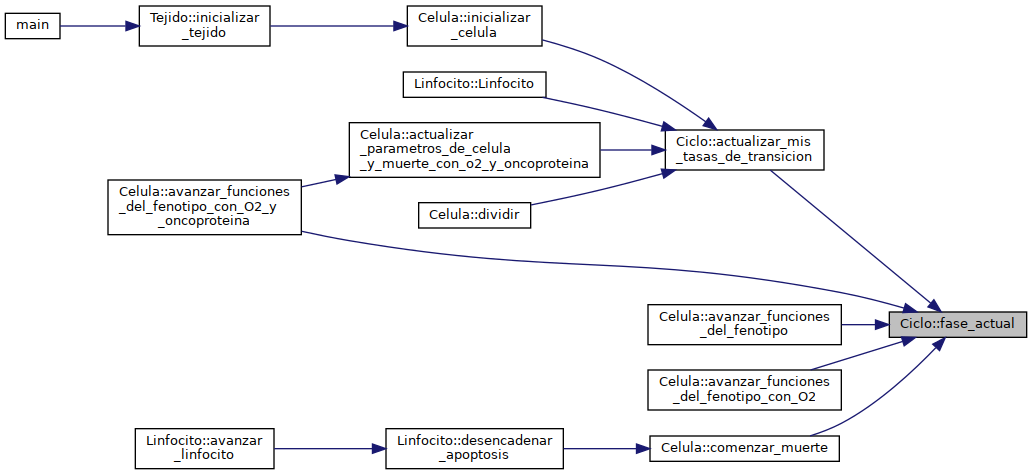 main
Tejido::inicializar
_tejido
Celula::inicializar
_celula
Linfocito::Linfocito
Celula::actualizar
_parametros_de_celula
_y_muerte_con_o2_y_oncoproteina
Ciclo::actualizar_mis
_tasas_de_transicion
Celula::avanzar_funciones
_del_fenotipo_con_O2_y
_oncoproteina
Celula::dividir
Celula::avanzar_funciones
_del_fenotipo
Ciclo::fase_actual
Celula::avanzar_funciones
_del_fenotipo_con_O2
Linfocito::avanzar
_linfocito
Linfocito::desencadenar
_apoptosis
Celula::comenzar_muerte